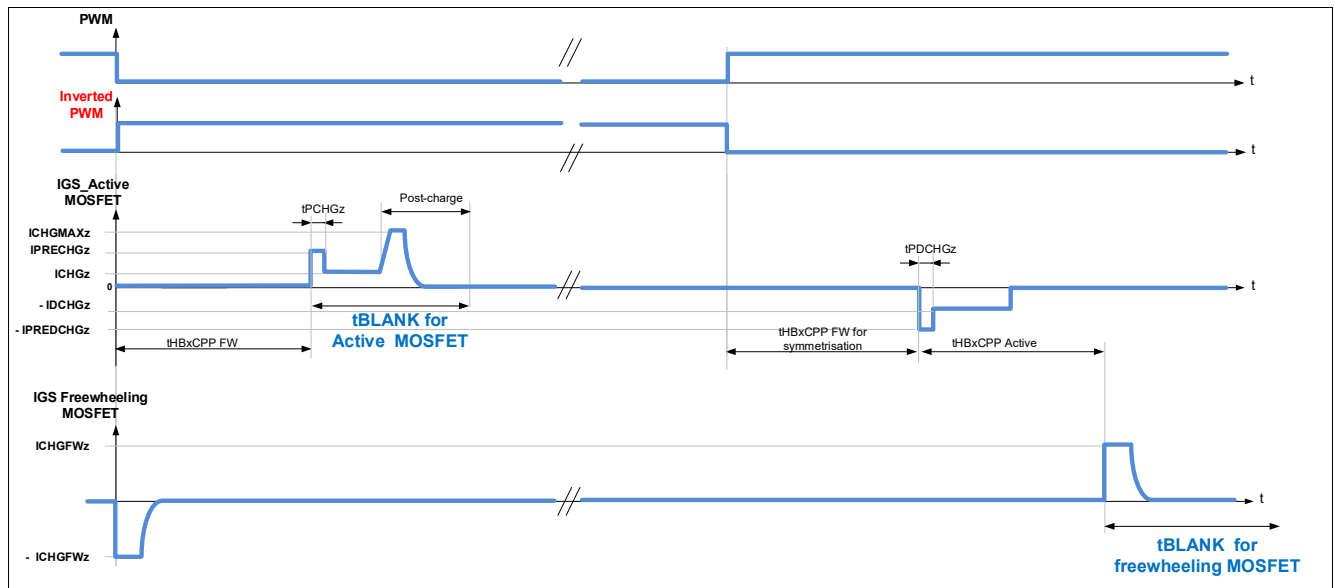 PWM
t
Inverted
PWM
t
IGS_Active
MOSFET
tPCHGz
Post-charge
ICHGMAXz
IPRECHGz
tPDCHGz
ICHGz
0
t
- IDCHGz
- IPREDCHGz
tBLANK for
Active MOSFET
tHBxCPP FW
tHBxCPP FW for
symmetrisation
tHBxCPP Active
IGS Freewheeling
MOSFET
ICHGFWz
t
- ICHGFWz
tBLANK for
freewheeling MOSFET